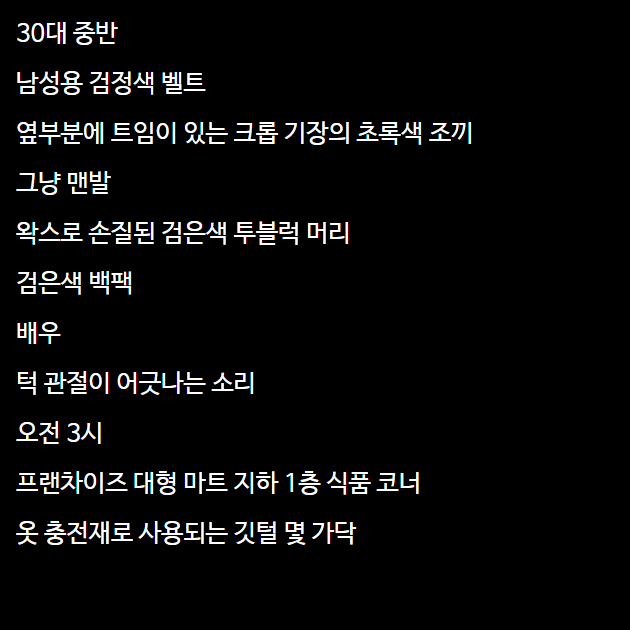 30대 중반
남성용 검정색 벨트
옆부분에 트임이 있는 크롭 기장의 초록색 조끼
그냥 맨발
왁스로 손질된 검은색 투블럭 머리
검은색 백팩
배우
턱 관절이 어긋나는 소리
오전 3시
프랜차이즈 대형 마트 지하 1층 식품 코너
옷 충전재로 사용되는 깃털 몇 가닥